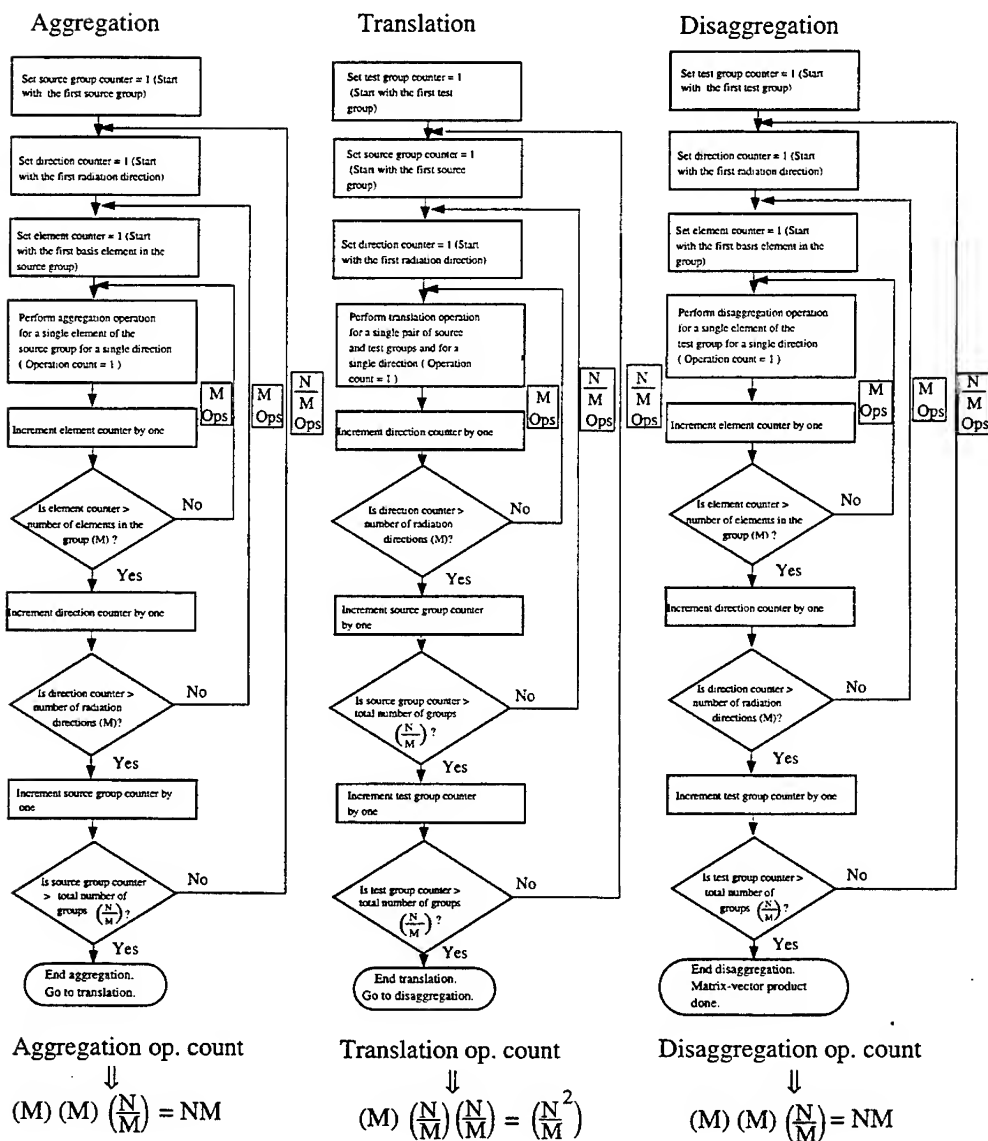 Aggregation
Set source group counter = 1 (Start
with the first source group)
Set direction counter = 1 (Start
with the first radiation direction)
Set element counter = 1 (Start
with the first basis element in the
source group)
Perform aggregation operation
for a single element of the
source group for a single direction
( Operation count = 1 )
M
Ops
M
Ops
N
M
Ops
Increment element counter by one
Is element counter >
number of elements in the
group (M) ?
No
Yes
Increment direction counter by one
Is direction counter >
number of radiation
directions (M)?
No
Yes
Increment source group counter by
one
Is source group counter
> total number of
groups (N/M) ?
No
Yes
End aggregation.
Go to translation.
Aggregation op. count
⇓
(M) (M) (N/M) = NM
Translation
Set test group counter = 1
(Start with the first test
group)
Set source group counter = 1
(Start with the first source
group)
Set direction counter = 1 (Start
with the first radiation direction)
Perform translation operation
for a single pair of source
and test groups and for a
single direction ( Operation
count = 1 )
M
Ops
N
M
Ops
N
M
Ops
Increment direction counter by one
Is direction counter >
number of radiation
directions (M)?
No
Yes
Increment source group counter
by one
Is source group counter >
total number of groups
(N/M) ?
No
Yes
Increment test group counter
by one
Is test group counter >
total number of groups
(N/M) ?
No
Yes
End translation.
Go to disaggregation.
Translation op. count
⇓
(M) (N/M)(N/M) = (N²/M)
Disaggregation
Set test group counter = 1 (Start
with the first test group)
Set direction counter = 1 (Start
with the first radiation direction)
Set element counter = 1 (Start
with the first basis element in the
group)
Perform disaggregation operation
for a single element of the
test group for a single direction
( Operation count = 1 )
M
Ops
M
Ops
N
M
Ops
Increment element counter by one
Is element counter >
number of elements in the
group (M) ?
No
Yes
Increment direction counter by one
Is direction counter >
number of radiation
directions (M)?
No
Yes
Increment test group counter by one
Is test group counter >
total number of
groups (N/M) ?
No
Yes
End disaggregation.
Matrix-vector product
done.
Disaggregation op. count
⇓
(M) (M) (N/M) = NM